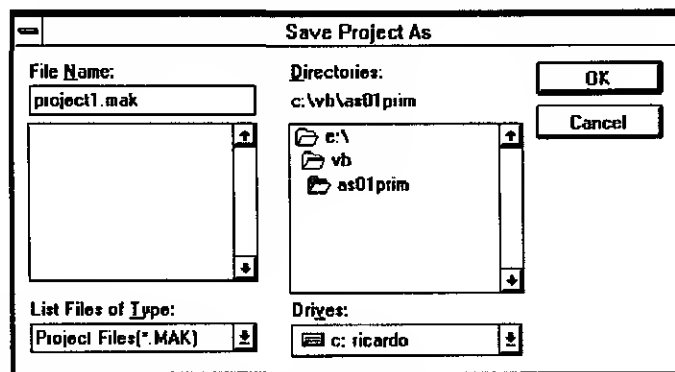 Save Project As
File Name:
project1.mak
Directories:
c:\vb\as01prim
OK
Cancel
c:\
vb
as01prim
List Files of Type:
Project Files(*.MAK)
Drives:
c: ricardo